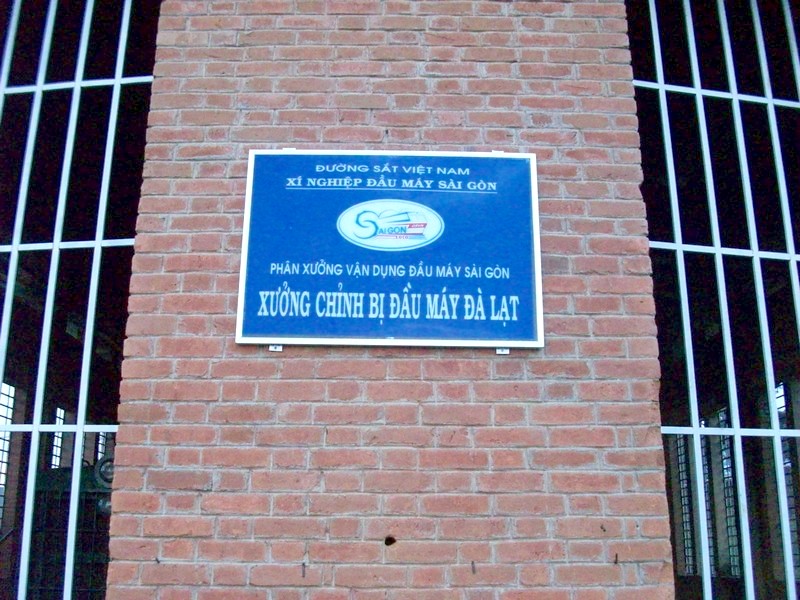 ĐƯỜNG SẮT VIỆT NAM
XÍ NGHIỆP ĐẦU MÁY SÀI GÒN
SAIGON
PHÂN XƯỞNG VẬN DỤNG ĐẦU MÁY SÀI GÒN
XƯỞNG CHỈNH BỊ ĐẦU MÁY ĐÀ LẠT